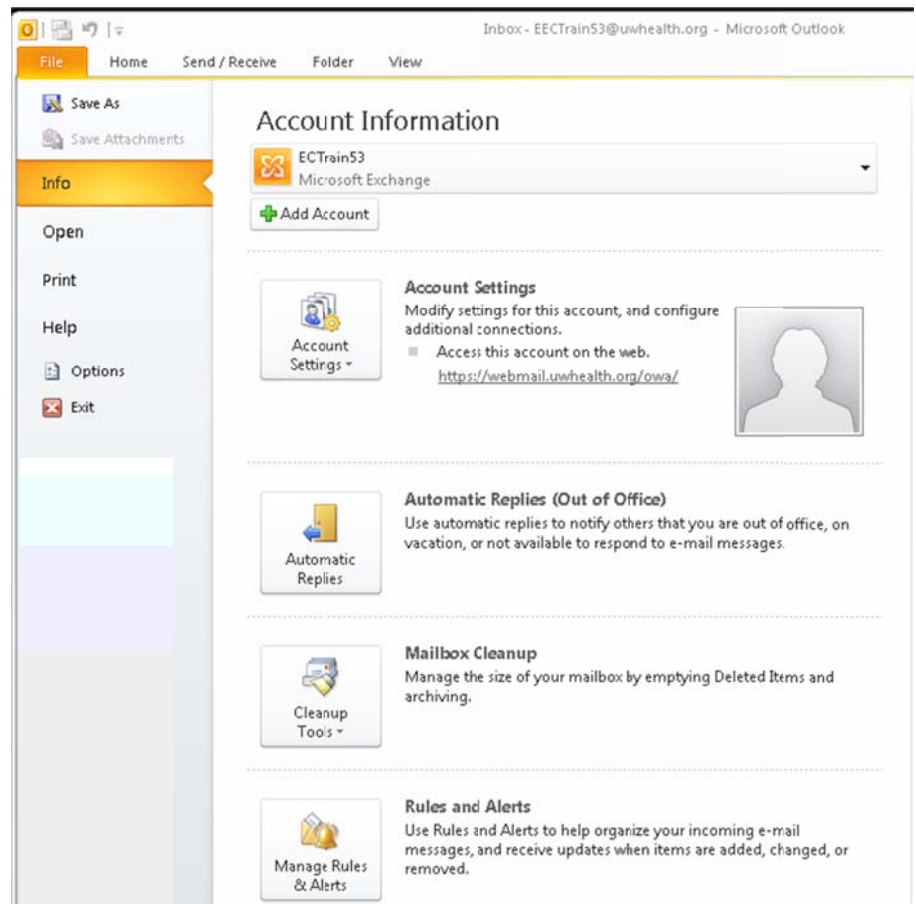 Inbox - EECTrain53@uwhealth.org - Microsoft Outlook
File Home Send / Receive Folder View
Save As
Save Attachments
Info
Open
Print
Help
Options
Exit
Account Information
ECTrain53
Microsoft Exchange
Add Account
Account Settings
Account Settings
Modify settings for this account, and configure
additional connections.
Access this account on the web.
https://webmail.uwhealth.org/owa/
Automatic
Replies
Automatic Replies (Out of Office)
Use automatic replies to notify others that you are out of office, on
vacation, or not available to respond to e-mail messages.
Cleanup
Tools
Mailbox Cleanup
Manage the size of your mailbox by emptying Deleted Items and
archiving.
Manage Rules
& Alerts
Rules and Alerts
Use Rules and Alerts to help organize your incoming e-mail
messages, and receive updates when items are added, changed, or
removed.